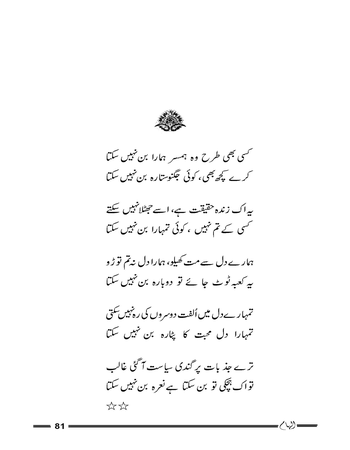 کسی بھی طرح وہ ہمسر ہمارا بن نہیں سکتا
کرے کچھ بھی، کوئی جگنو ستارہ بن نہیں سکتا
یہ اک زندہ حقیقت ہے، اسے جھٹلا نہیں سکتے
کسی کے تم نہیں ، کوئی تمہارا بن نہیں سکتا
ہمارے دل سے مت کھیلو، ہمارا دل نہ تم توڑو
یہ کعبہ ٹوٹ جائے تو دوبارہ بن نہیں سکتا
تمہارے دل میں اُلفت دوسروں کی رہ نہیں سکتی
تمہارا دل محبت کا پٹارہ بن نہیں سکتا
ترے جذبات پر گندی سیاست آ گئی غالب
تو اک ہچکی تو بن سکتا ہے نعرہ بن نہیں سکتا
☆☆
81